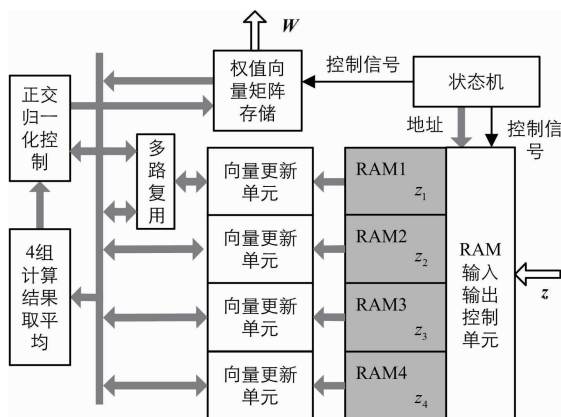 W
权值向
量矩阵
存储
控制信号
状态机
地址
控制信
号
正交
归一
化控
制
多
路
复
用
向量更新
单元
RAM1
z₁
向量更新
单元
RAM2
z₂
向量更新
单元
RAM3
z₃
向量更新
单元
RAM4
z₄
RAM
输入
输出
控制
单元
z
4组
计算
结果
取平
均